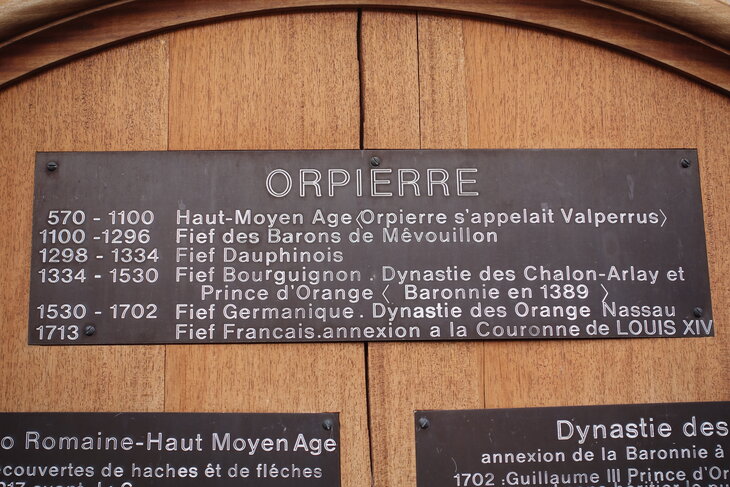 ORPIERRE
570 - 1100 Haut-Moyen Age ⟨Orpierre s'appelait Valperrus⟩
1100 -1296 Fief des Barons de Mêvouillon
1298 - 1334 Fief Dauphinois
1334 - 1530 Fief Bourguignon . Dynastie des Chalon-Arlay et
Prince d'Orange ⟨ Baronnie en 1389 ⟩
1530 - 1702 Fief Germanique . Dynastie des Orange Nassau
1713 Fief Francais.annexion a la Couronne de LOUIS XIV
o Romaine-Haut Moyen Age
écouvertes de haches êt de fléches
Dynastie des
annexion de la Baronnie à
1702 :Guillaume III Prince d'Or